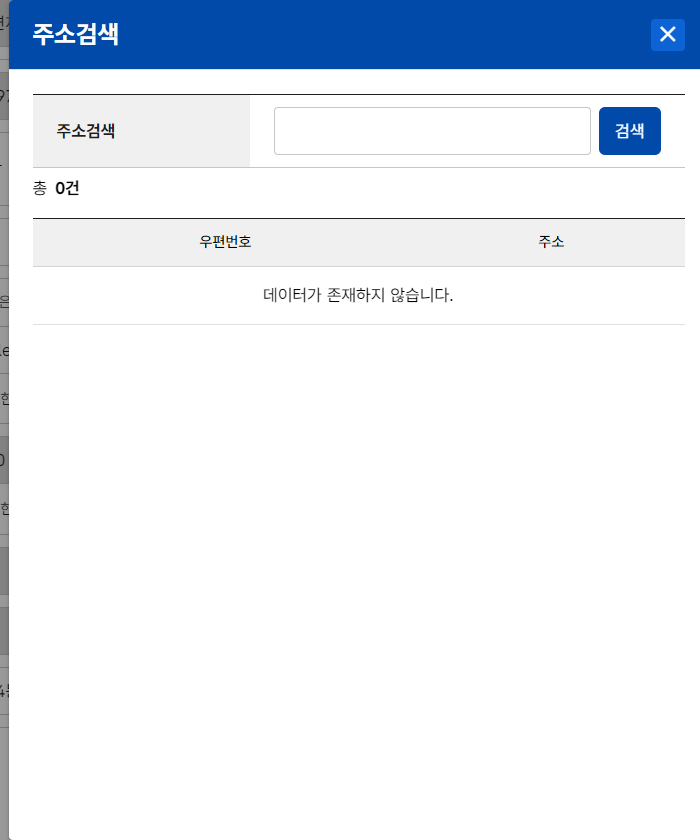 주소검색
주소검색 검색
총 0건
우편번호 주소
데이터가 존재하지 않습니다.